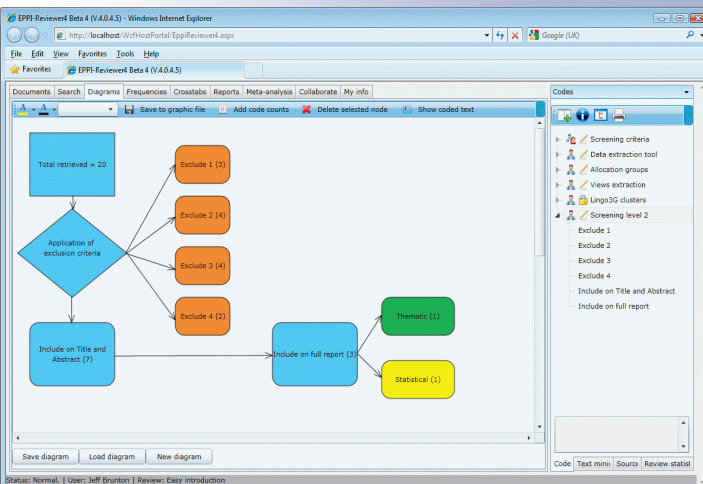 EPPI-Reviewer4 Beta 4 (V.4.0.4.5) - Windows Internet Explorer
http://localhost/WcfHostPortal/EppiReviewer4.aspx
Google (UK)
File Edit View Favorites Tools Help
Favorites
EPPI-Reviewer4 Beta 4 (V.4.0.4.5)
Documents Search Diagrams Frequencies Crosstabs Reports Meta-analysis Collaborate My info
Codes
A A Save to graphic file Add code counts Delete selected node Show coded text
Total retrieved = 20
Application of
exclusion criteria
Include on Title and
Abstract (7)
Exclude 1 (3)
Exclude 2 (4)
Exclude 3 (4)
Exclude 4 (2)
Include on full report (3)
Thematic (1)
Statistical (1)
Screening criteria
Data extraction tool
Allocation groups
Views extraction
Lingo3G clusters
Screening level 2
Exclude 1
Exclude 2
Exclude 3
Exclude 4
Include on Title and Abstract
Include on full report
Save diagram Load diagram New diagram
Code Text minin Source Review statist
Status: Normal. | User: Jeff Brunton | Review: Easy introduction